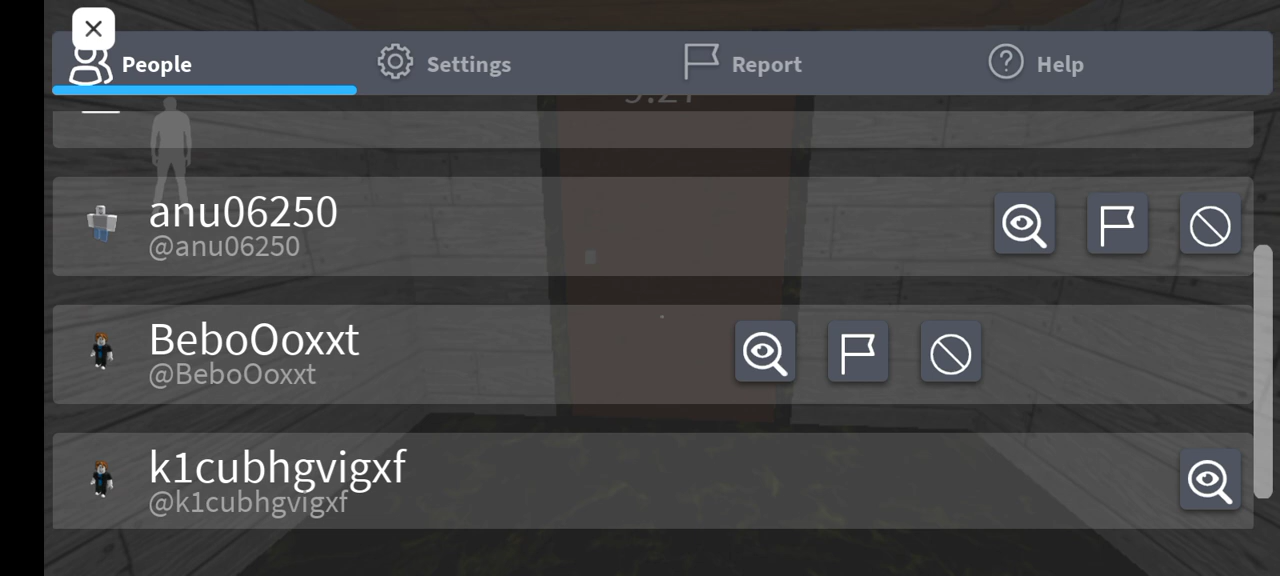 People
Settings
Report
Help
anu06250
@anu06250
BeboOoxxt
@BeboOoxxt
k1cubhgvigxf
@k1cubhgvigxf